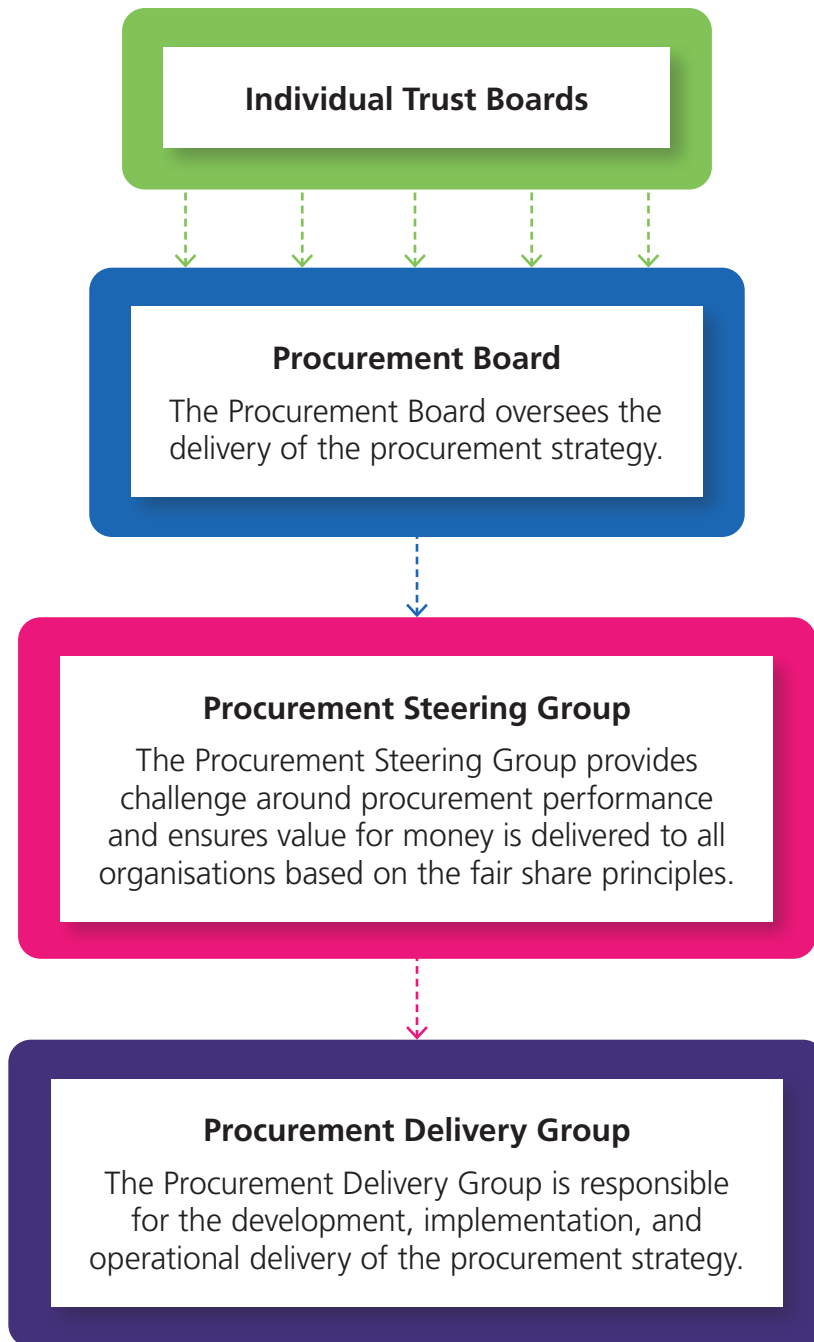 Individual Trust Boards
Procurement Board
The Procurement Board oversees the
delivery of the procurement strategy.
Procurement Steering Group
The Procurement Steering Group provides
challenge around procurement performance
and ensures value for money is delivered to all
organisations based on the fair share principles.
Procurement Delivery Group
The Procurement Delivery Group is responsible
for the development, implementation, and
operational delivery of the procurement strategy.